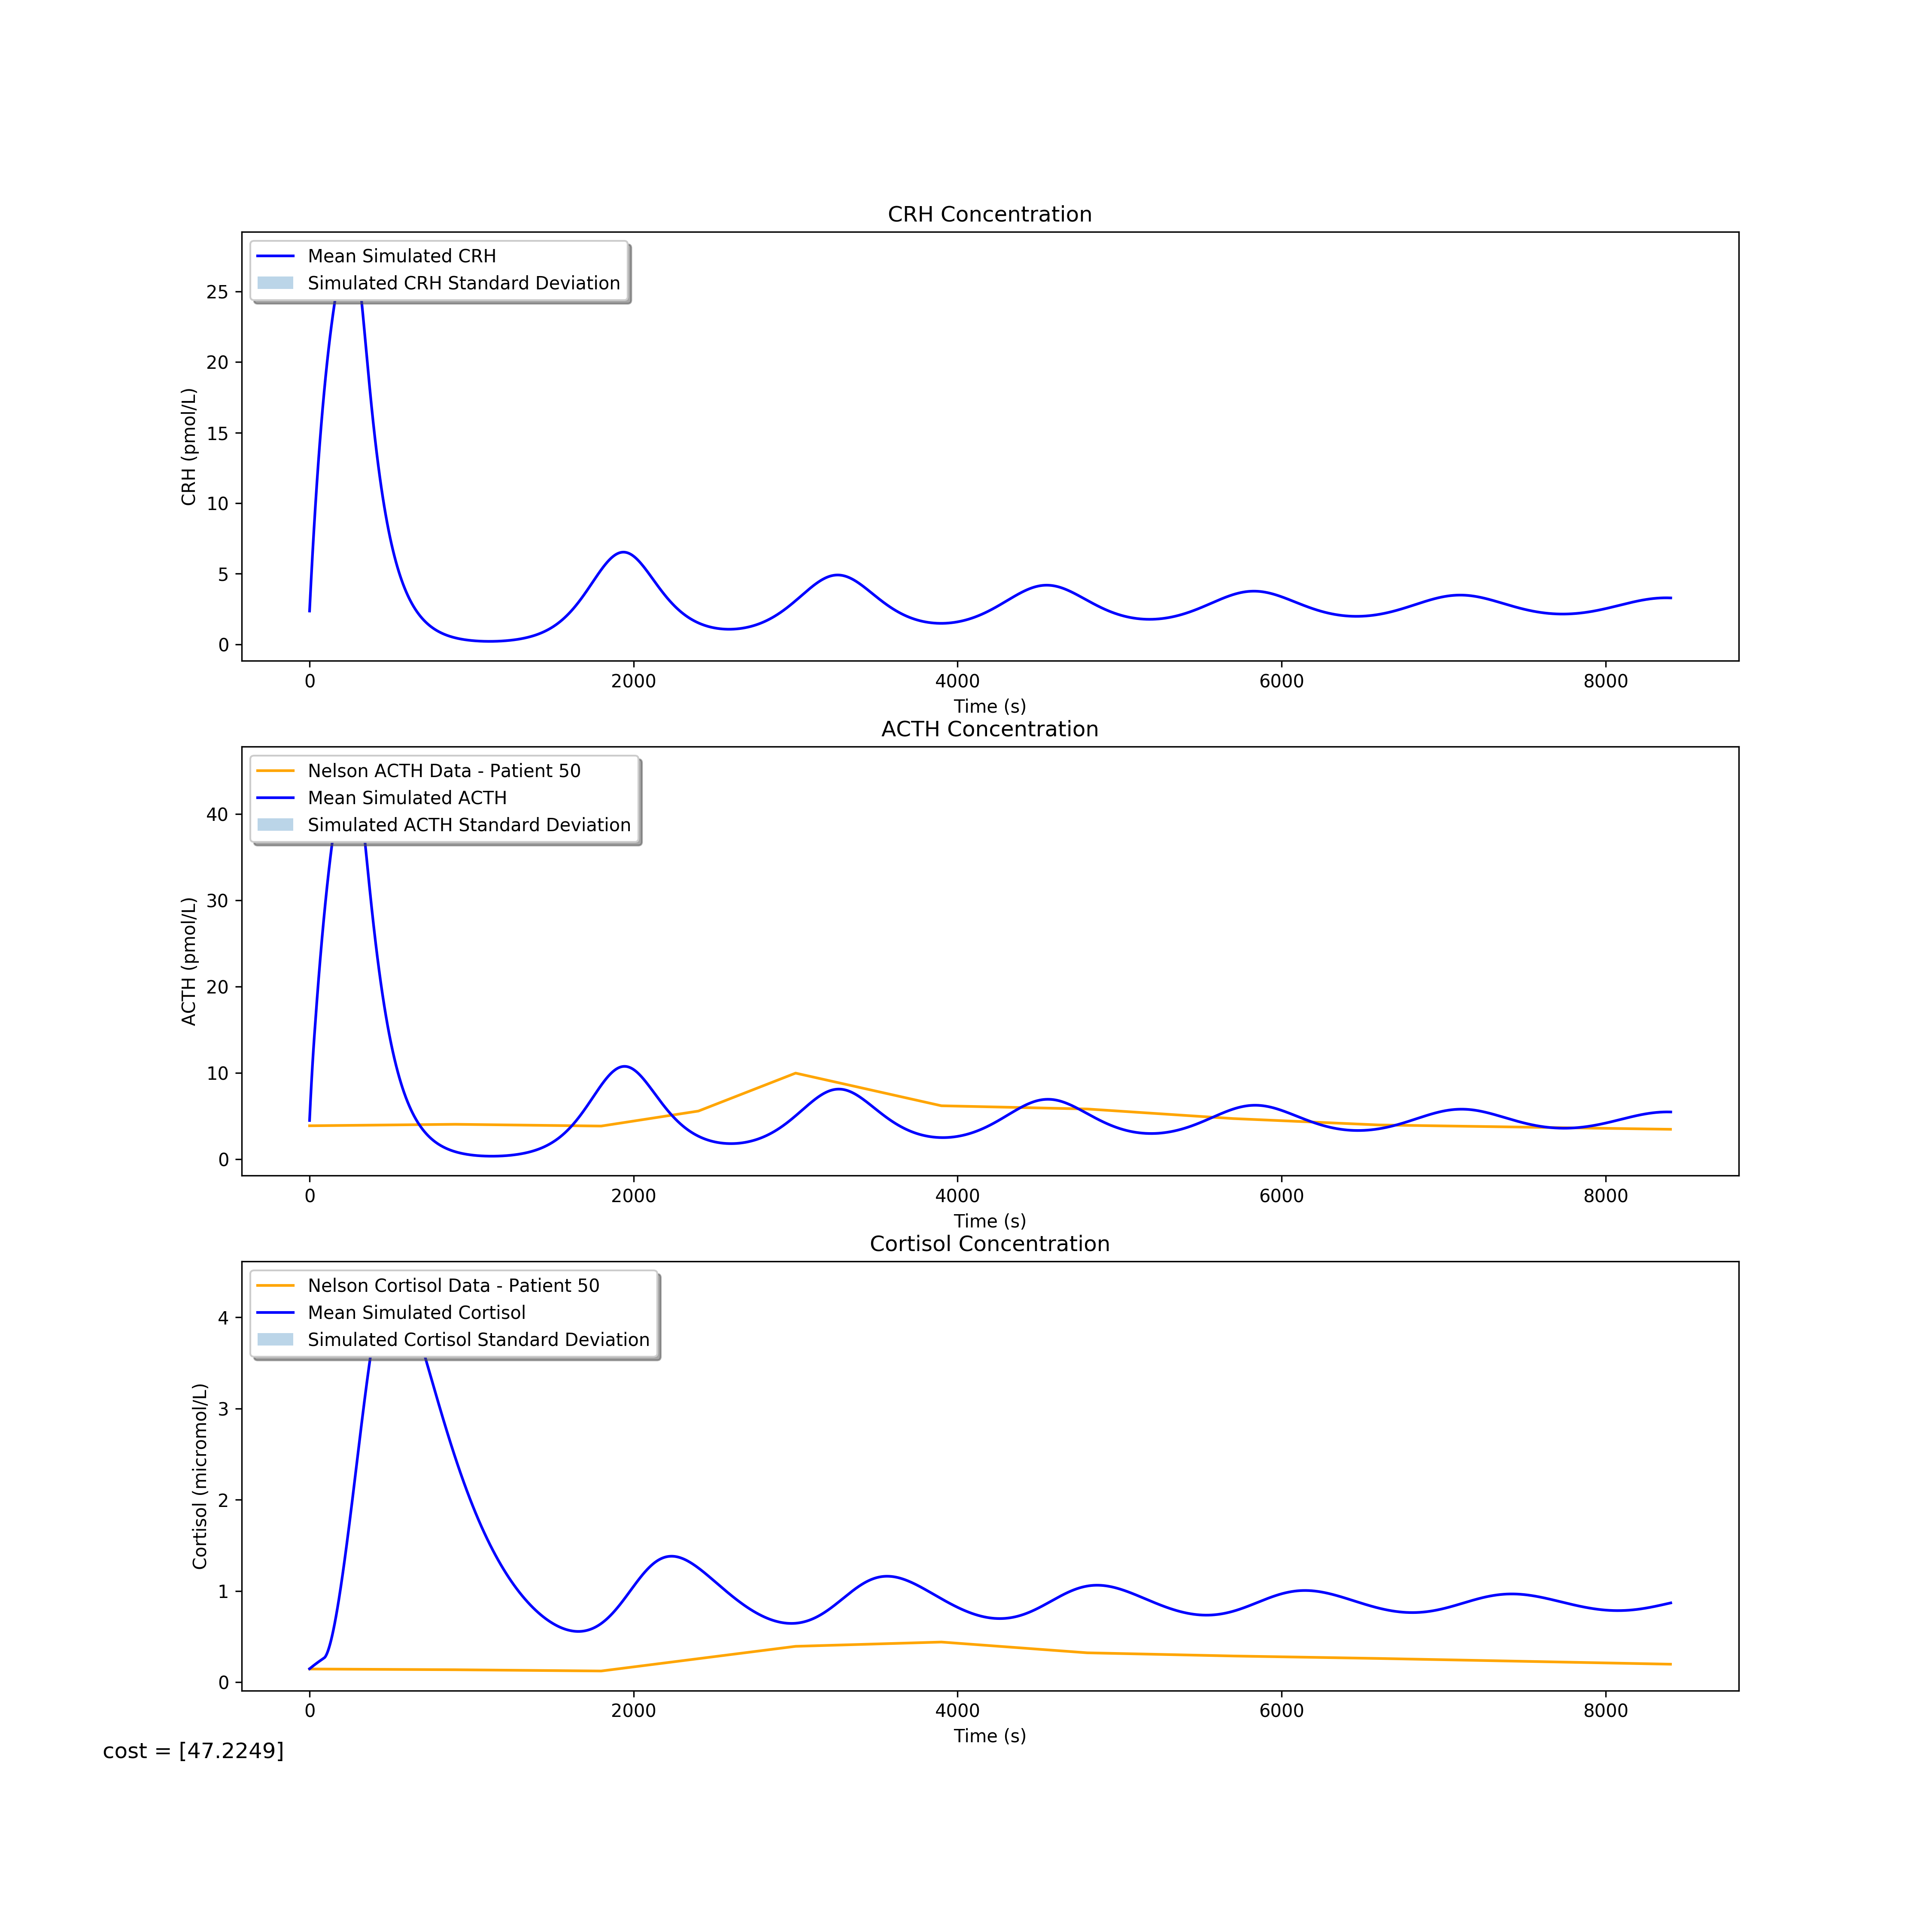 CRH Concentration
Mean Simulated CRH
Simulated CRH Standard Deviation
25
20
15
10
5
0
CRH (pmol/L)
0 2000 4000 6000 8000
Time (s)
ACTH Concentration
Nelson ACTH Data - Patient 50
Mean Simulated ACTH
Simulated ACTH Standard Deviation
40
30
20
10
0
ACTH (pmol/L)
0 2000 4000 6000 8000
Time (s)
Cortisol Concentration
Nelson Cortisol Data - Patient 50
Mean Simulated Cortisol
Simulated Cortisol Standard Deviation
4
3
2
1
0
Cortisol (micromol/L)
0 2000 4000 6000 8000
Time (s)
cost = [47.2249]